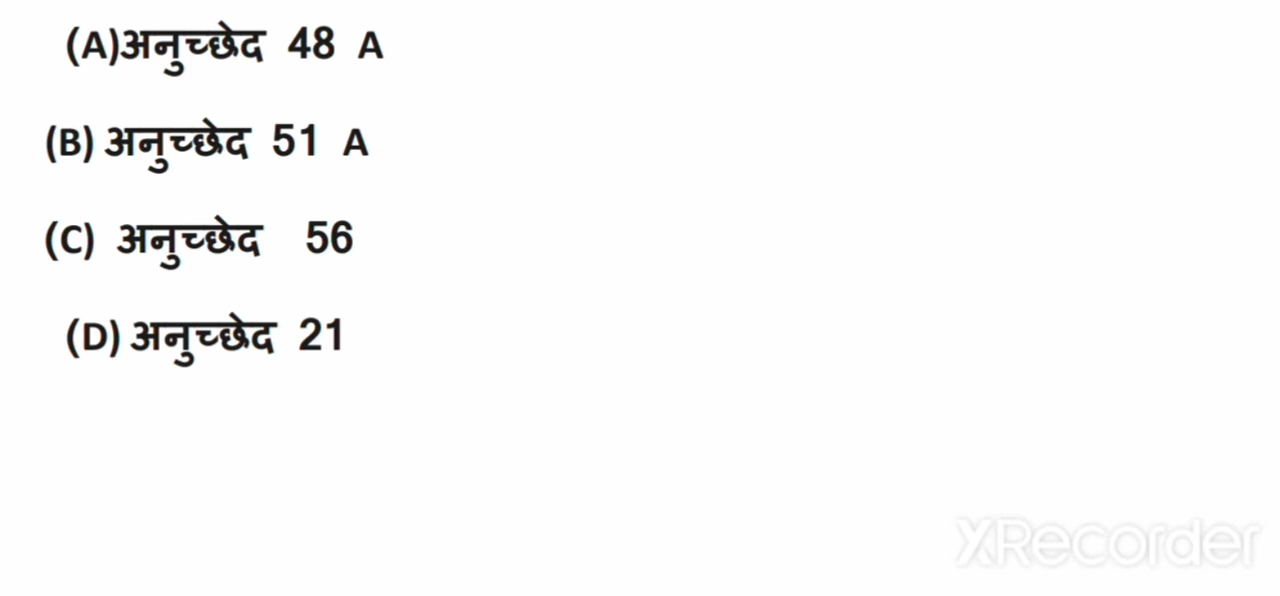 (A)अनुच्छेद 48 A
(B) अनुच्छेद 51 A
(C) अनुच्छेद 56
(D) अनुच्छेद 21
XRecorder